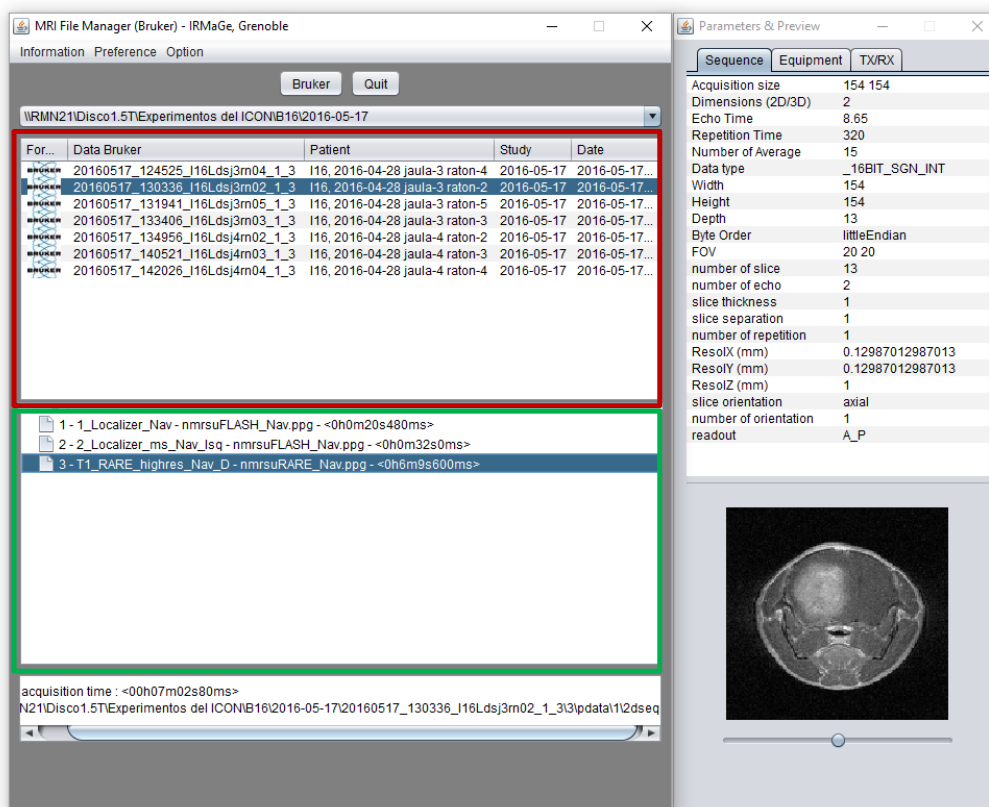 MRI File Manager (Bruker) - IRMaGe, Grenoble
Information Preference Option
Bruker Quit
\\RMN21\Disco1.5T\Experimentos del ICON\B16\2016-05-17
For... Data Bruker Patient Study Date
BRUKER 20160517_124525_I16Ldsj3rn04_1_3 I16, 2016-04-28 jaula-3 raton-4 2016-05-17 2016-05-17...
BRUKER 20160517_130336_I16Ldsj3rn02_1_3 I16, 2016-04-28 jaula-3 raton-2 2016-05-17 2016-05-17...
BRUKER 20160517_131941_I16Ldsj3rn05_1_3 I16, 2016-04-28 jaula-3 raton-5 2016-05-17 2016-05-17...
BRUKER 20160517_133406_I16Ldsj3rn03_1_3 I16, 2016-04-28 jaula-3 raton-3 2016-05-17 2016-05-17...
BRUKER 20160517_134956_I16Ldsj4rn02_1_3 I16, 2016-04-28 jaula-4 raton-2 2016-05-17 2016-05-17...
BRUKER 20160517_140521_I16Ldsj4rn03_1_3 I16, 2016-04-28 jaula-4 raton-3 2016-05-17 2016-05-17...
BRUKER 20160517_142026_I16Ldsj4rn04_1_3 I16, 2016-04-28 jaula-4 raton-4 2016-05-17 2016-05-17...
1 - 1_Localizer_Nav - nmrsuFLASH_Nav.ppg - <0h0m20s480ms>
2 - 2_Localizer_ms_Nav_lsq - nmrsuFLASH_Nav.ppg - <0h0m32s0ms>
3 - T1_RARE_highres_Nav_D - nmrsuRARE_Nav.ppg - <0h6m9s600ms>
acquisition time : <00h07m02s80ms>
N21\Disco1.5T\Experimentos del ICON\B16\2016-05-17\20160517_130336_I16Ldsj3rn02_1_3\3\pdata\1\2dseq
Parameters & Preview
Sequence Equipment TX/RX
Acquisition size 154 154
Dimensions (2D/3D) 2
Echo Time 8.65
Repetition Time 320
Number of Average 15
Data type _16BIT_SGN_INT
Width 154
Height 154
Depth 13
Byte Order littleEndian
FOV 20 20
number of slice 13
number of echo 2
slice thickness 1
slice separation 1
number of repetition 1
ResolX (mm) 0.12987012987013
ResolY (mm) 0.12987012987013
ResolZ (mm) 1
slice orientation axial
number of orientation 1
readout A_P